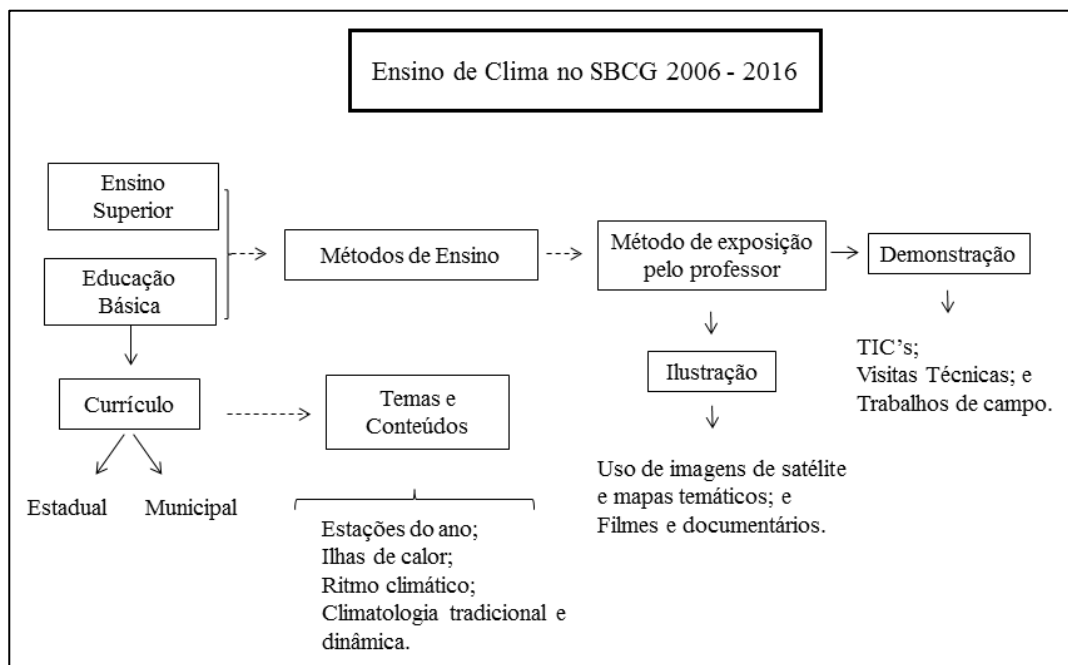 Ensino de Clima no SBCG 2006 - 2016
Ensino
Superior
Educação
Básica
Métodos de Ensino
Método de exposição
pelo professor
Demonstração
TIC's;
Visitas Técnicas; e
Trabalhos de campo.
Ilustração
Uso de imagens de satélite
e mapas temáticos; e
Filmes e documentários.
Currículo
Estadual
Municipal
Temas e
Conteúdos
Estações do ano;
Ilhas de calor;
Ritmo climático;
Climatologia tradicional e
dinâmica.